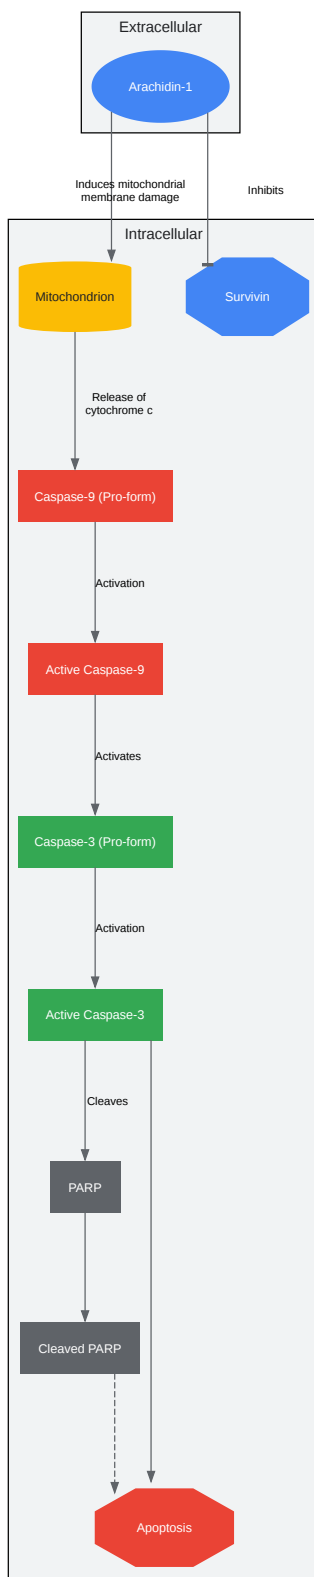 Extracellular
Arachidin-1
Induces mitochondrial
membrane damage
Inhibits
Intracellular
Mitochondrion
Survivin
Release of
cytochrome c
Caspase-9 (Pro-form)
Activation
Active Caspase-9
Activates
Caspase-3 (Pro-form)
Activation
Active Caspase-3
Cleaves
PARP
Cleaved PARP
Apoptosis